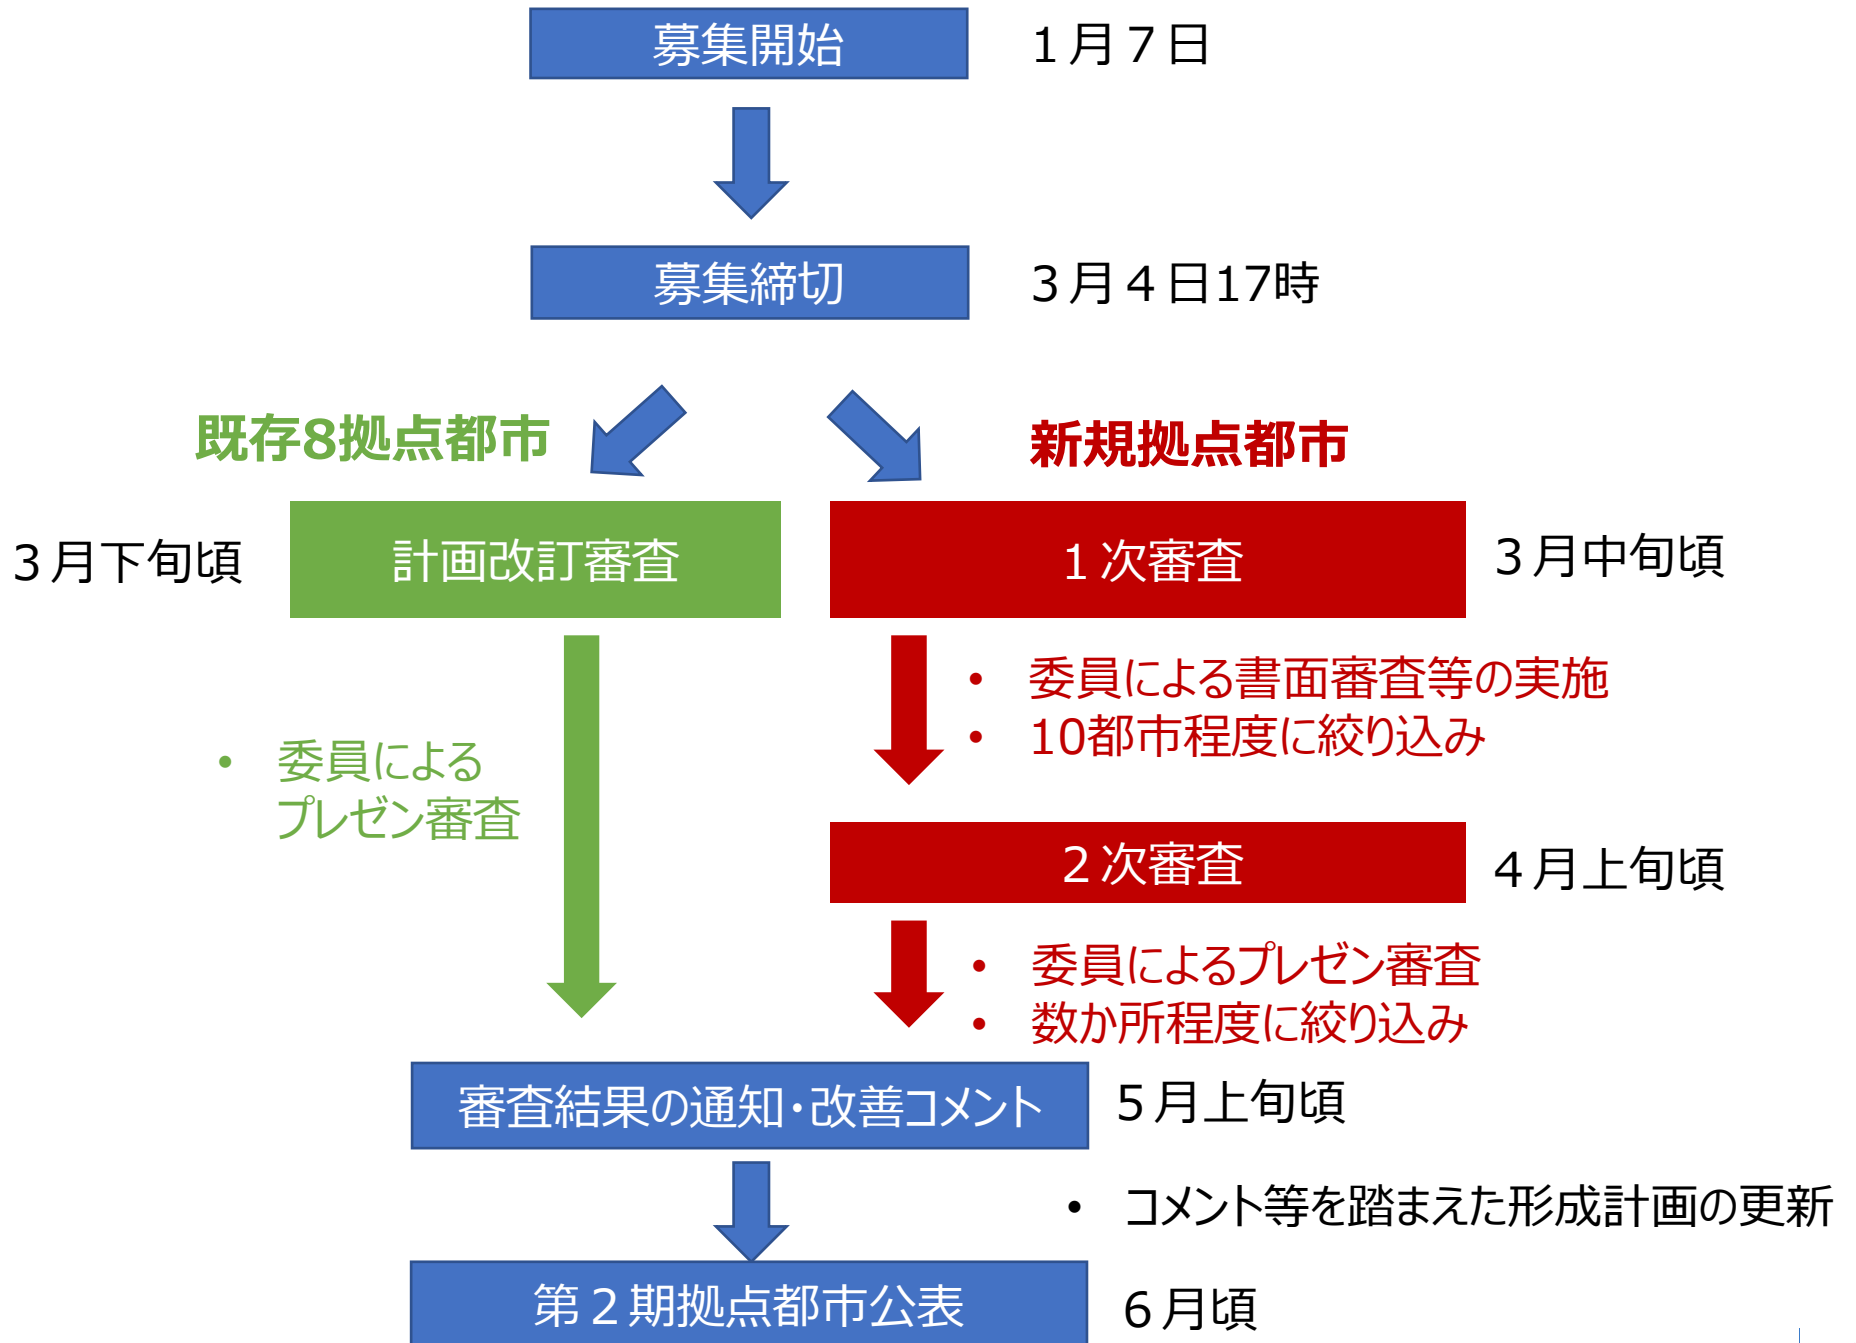 募集開始
１月７日
募集締切
３月４日17時
既存8拠点都市
新規拠点都市
３月下旬頃
計画改訂審査
１次審査
３月中旬頃
• 委員による書面審査等の実施
• 10都市程度に絞り込み
• 委員による
プレゼン審査
２次審査
４月上旬頃
• 委員によるプレゼン審査
• 数か所程度に絞り込み
審査結果の通知・改善コメント
５月上旬頃
• コメント等を踏まえた形成計画の更新
第２期拠点都市公表
６月頃